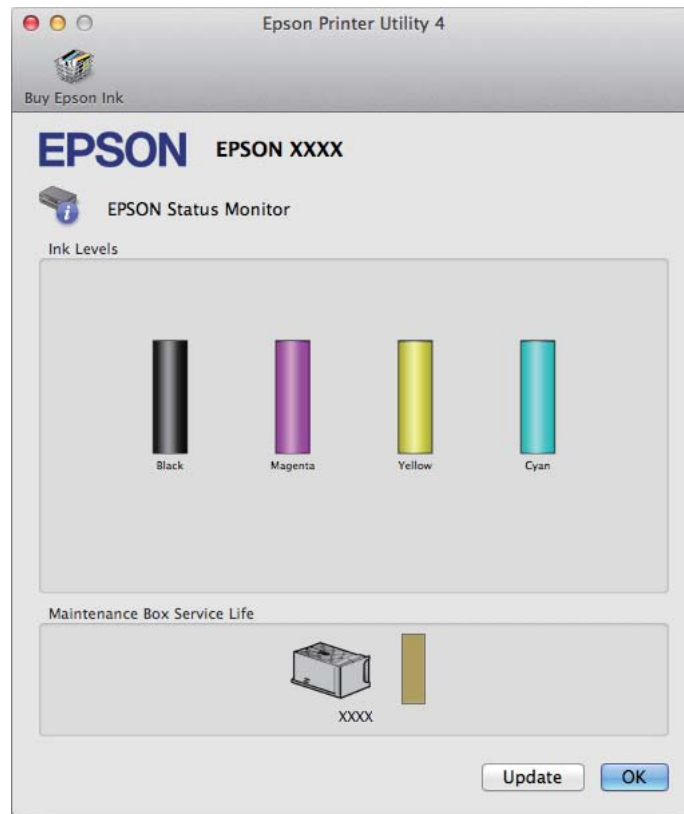 Epson Printer Utility 4
Buy Epson Ink
EPSON EPSON XXXX
EPSON Status Monitor
Ink Levels
Black Magenta Yellow Cyan
Maintenance Box Service Life
XXXX
Update OK